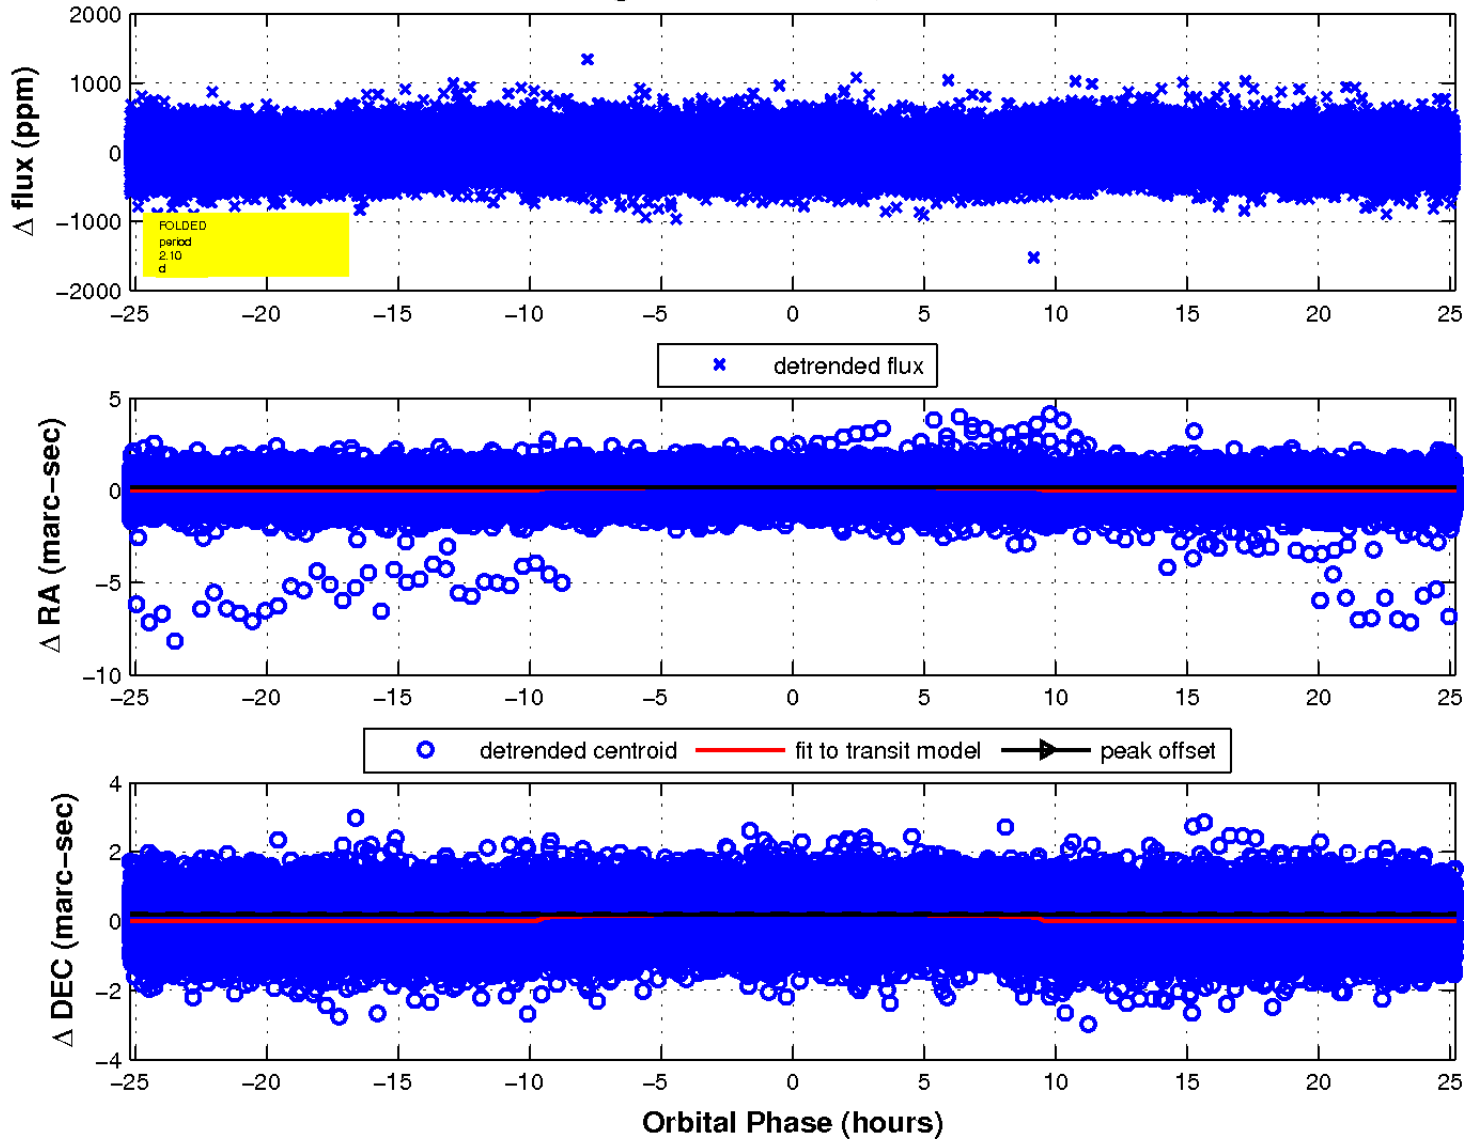 2000
1000
0
−1000
−2000
Δ flux (ppm)
FOLDED
period
2.10
d
−25 −20 −15 −10 −5 0 5 10 15 20 25
detrended flux
5
0
−5
−10
Δ RA (marc−sec)
−25 −20 −15 −10 −5 0 5 10 15 20 25
detrended centroid fit to transit model peak offset
4
2
0
−2
−4
Δ DEC (marc−sec)
−25 −20 −15 −10 −5 0 5 10 15 20 25
Orbital Phase (hours)